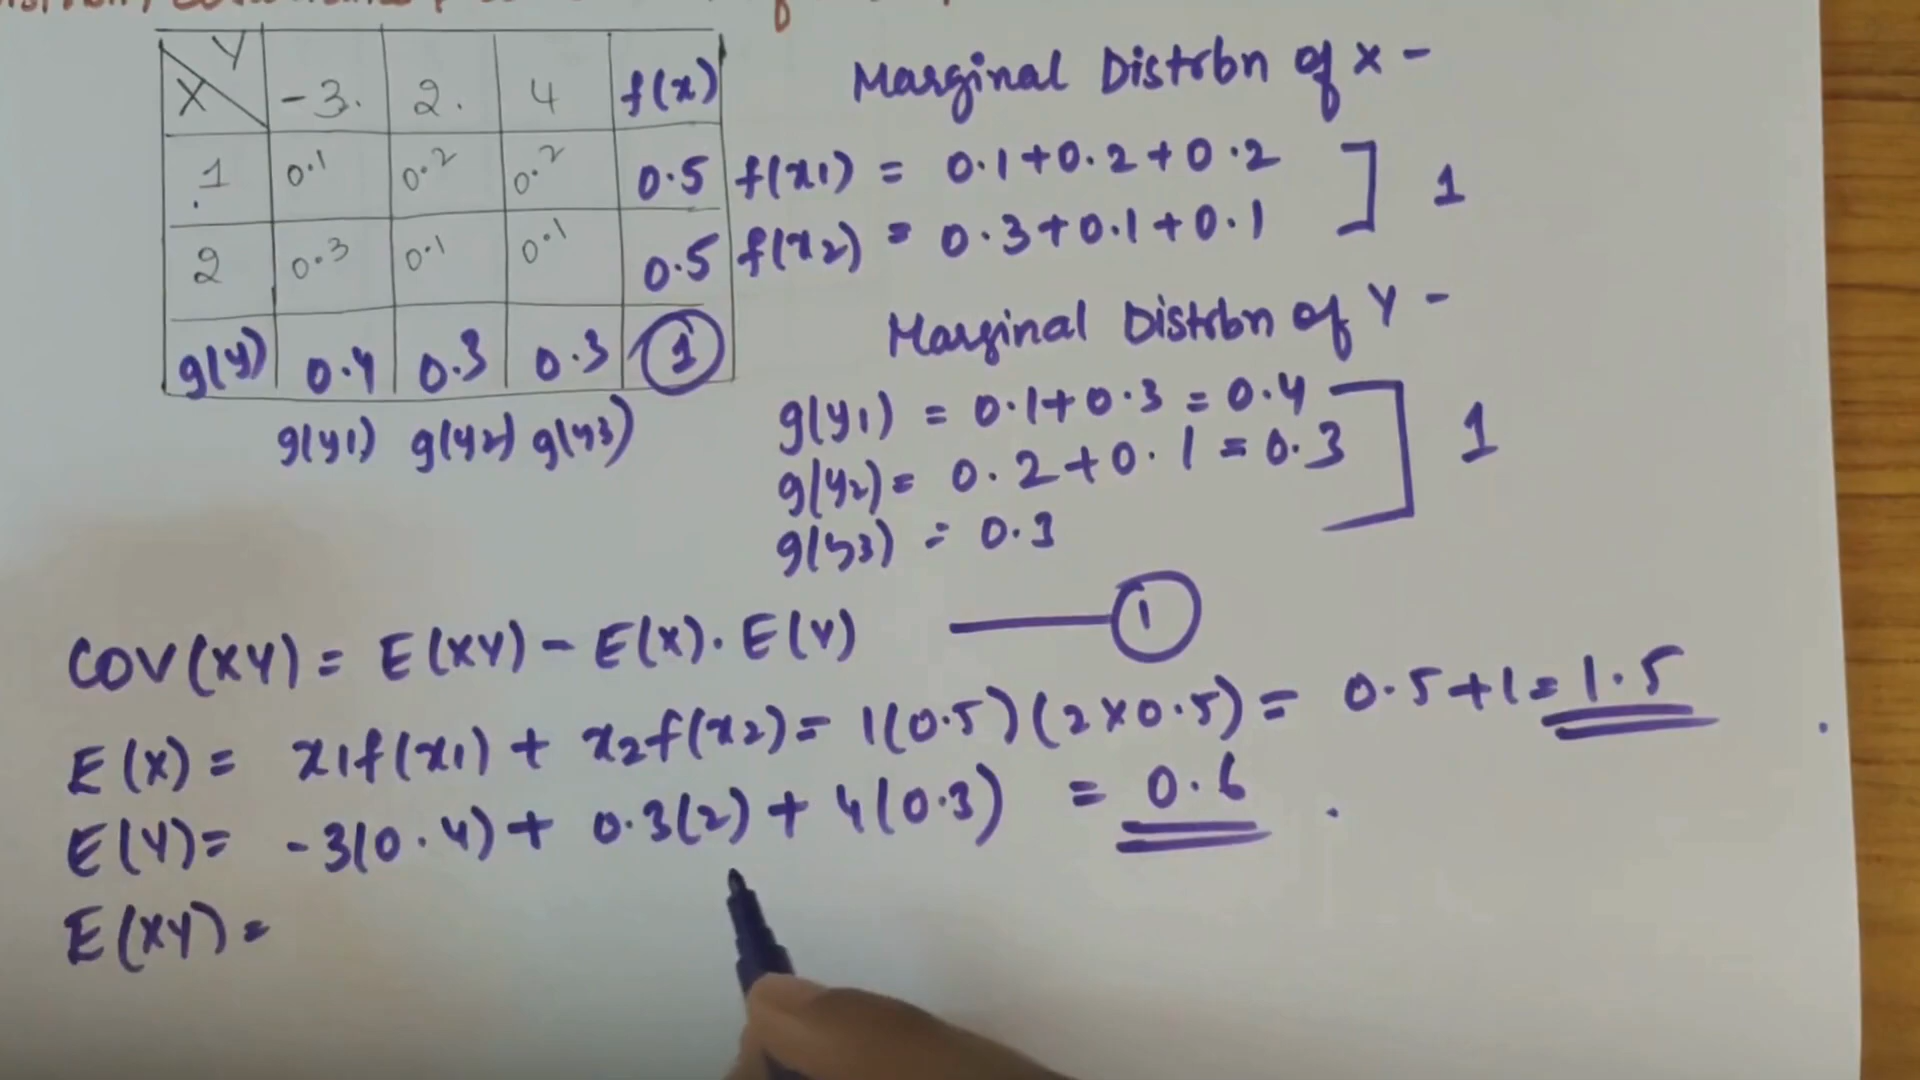 X Y -3. 2. 4 f(x)
1 0.1 0.2 0.2 0.5
2 0.3 0.1 0.1 0.5
g(y) 0.4 0.3 0.3 1
g(y1) g(y2) g(y3)
Marginal Distrbn of X -
f(x1) = 0.1+0.2+0.2
f(x2) = 0.3+0.1+0.1 ] 1
Marginal Distrbn of Y -
g(y1) = 0.1+0.3 = 0.4
g(y2) = 0.2+0.1 = 0.3
g(y3) = 0.3 ] 1
COV(XY) = E(XY) - E(X). E(Y) — 1
E(X) = x1f(x1) + x2f(x2) = 1(0.5)(2×0.5) = 0.5+1 = 1.5
E(Y) = -3(0.4) + 0.3(2) + 4(0.3) = 0.6
E(XY) =